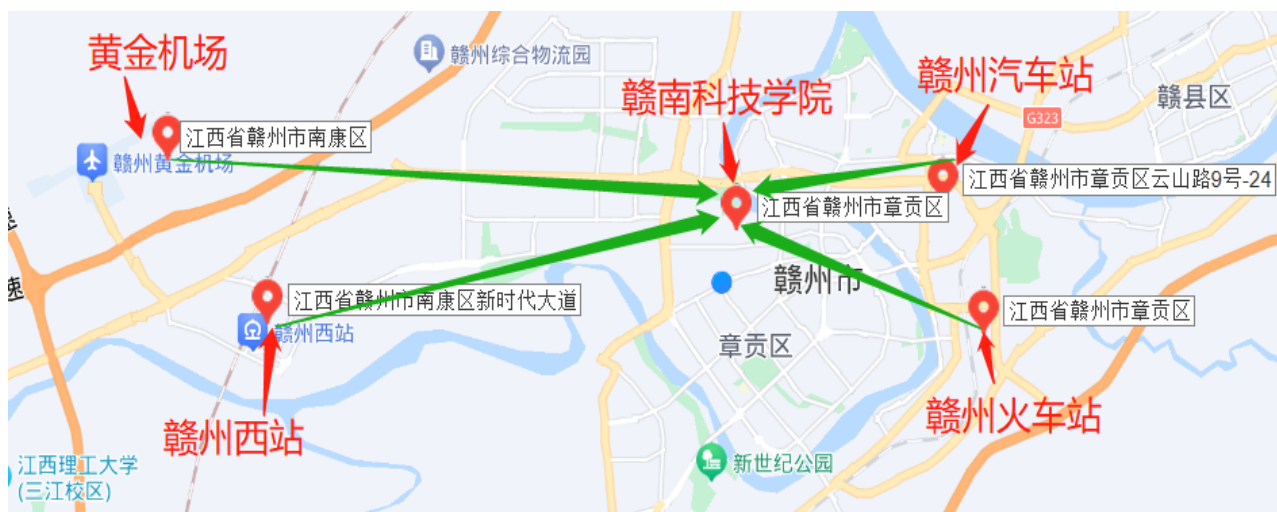 黄金机场
赣州综合物流园
赣州汽车站
赣南科技学院
赣县区
G323
江西省赣州市南康区
赣州黄金机场
江西省赣州市章贡区云山路9号-24
江西省赣州市章贡区
速
赣州市
江西省赣州市南康区新时代大道
江西省赣州市章贡区
速
赣州西站
章贡区
赣州火车站
赣州西站
新世纪公园
江西理工大学
(三江校区)